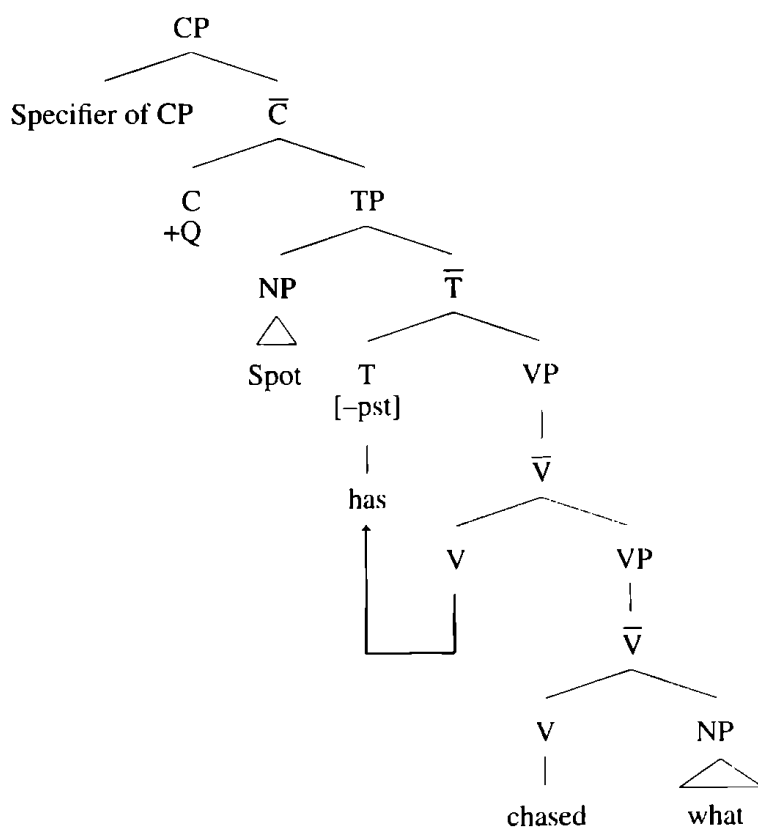 CP
Specifier of CP C̅
C TP
+Q
NP T̅
Spot T VP
[–pst]
V̅
has
V VP
V̅
V NP
chased what